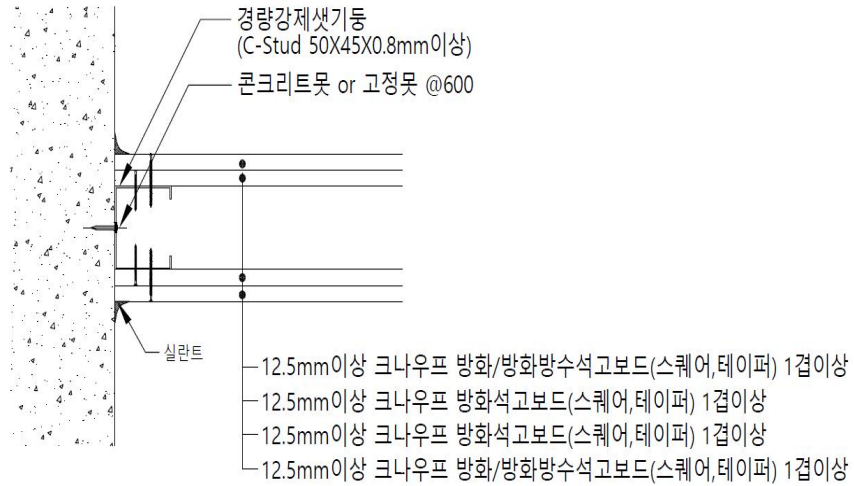 경량강제샛기둥
(C-Stud 50X45X0.8mm이상)
콘크리트못 or 고정못 @600
실란트
12.5mm이상 크나우프 방화/방화방수석고보드(스퀘어,테이퍼) 1겹이상
12.5mm이상 크나우프 방화석고보드(스퀘어,테이퍼) 1겹이상
12.5mm이상 크나우프 방화석고보드(스퀘어,테이퍼) 1겹이상
12.5mm이상 크나우프 방화/방화방수석고보드(스퀘어,테이퍼) 1겹이상